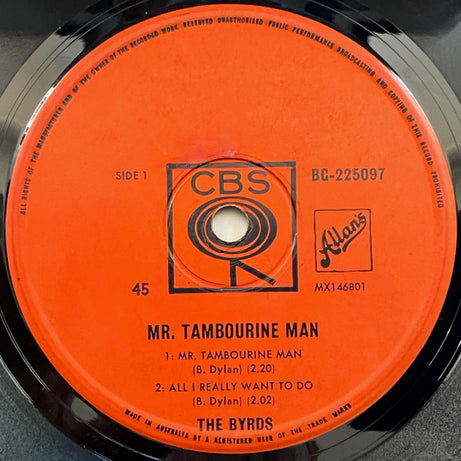 ALL RIGHTS OF THE MANUFACTURER AND OF THE OWNER OF THE RECORDED WORK RESERVED UNAUTHORISED PUBLIC PERFORMANCE BROADCASTING AND COPYING OF THIS RECORD PROHIBITED
SIDE 1
CBS
BG-225097
Allan's
45
MX146801
MR. TAMBOURINE MAN
1: MR. TAMBOURINE MAN
(B. Dylan) (2.20)
2: ALL I REALLY WANT TO DO
(B. Dylan) (2.02)
THE BYRDS
MADE IN AUSTRALIA BY A REGISTERED USER OF THE TRADE MARKS